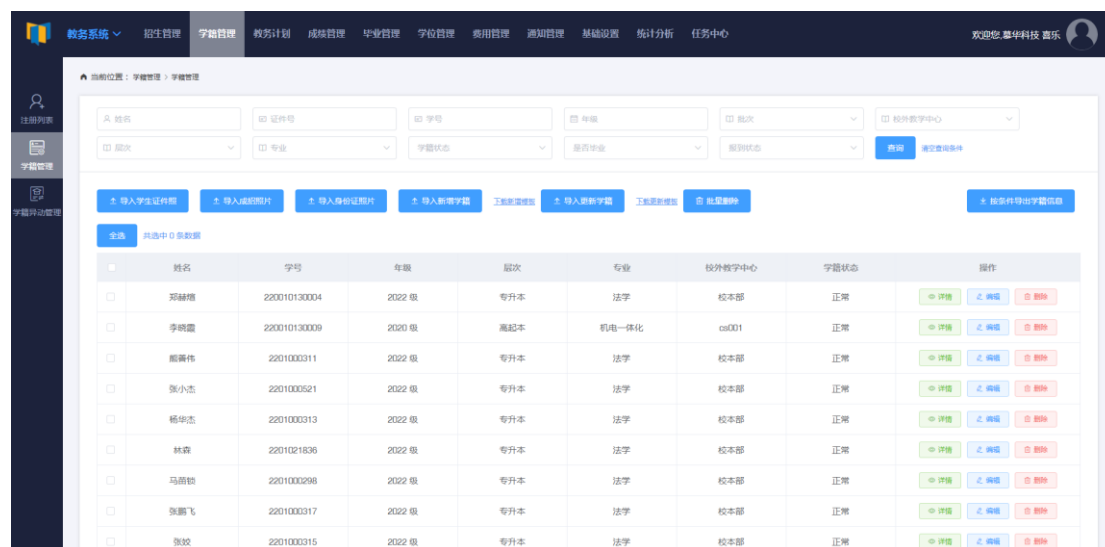 教务系统 招生管理 学籍管理 教务计划 成绩管理 毕业管理 学位管理 费用管理 通知管理 基础设置 统计分析 任务中心 欢迎您,慕华科技 喜乐
当前位置： 学籍管理 > 学籍管理
注册列表
学籍管理
学籍异动管理
姓名 证件号 学号 年级 批次 校外教学中心
层次 专业 学籍状态 是否毕业 报到状态 查询 清空查询条件
导入学生证件照 导入成招照片 导入身份证照片 导入新增学籍 下载新增模板 导入更新学籍 下载更新模板 批量删除 按条件导出学籍信息
全选 共选中 0 条数据
姓名 学号 年级 层次 专业 校外教学中心 学籍状态 操作
郑赫熠 220010130004 2022 级 专升本 法学 校本部 正常 详情 编辑 删除
李晓霞 220010130009 2020 级 高起本 机电一体化 cs001 正常 详情 编辑 删除
熊善伟 2201000311 2022 级 专升本 法学 校本部 正常 详情 编辑 删除
张小杰 2201000521 2022 级 专升本 法学 校本部 正常 详情 编辑 删除
杨华杰 2201000313 2022 级 专升本 法学 校本部 正常 详情 编辑 删除
林森 2201021836 2022 级 专升本 法学 校本部 正常 详情 编辑 删除
马茴锁 2201000298 2022 级 专升本 法学 校本部 正常 详情 编辑 删除
张鹏飞 2201000317 2022 级 专升本 法学 校本部 正常 详情 编辑 删除
张姣 2201000315 2022 级 专升本 法学 校本部 正常 详情 编辑 删除